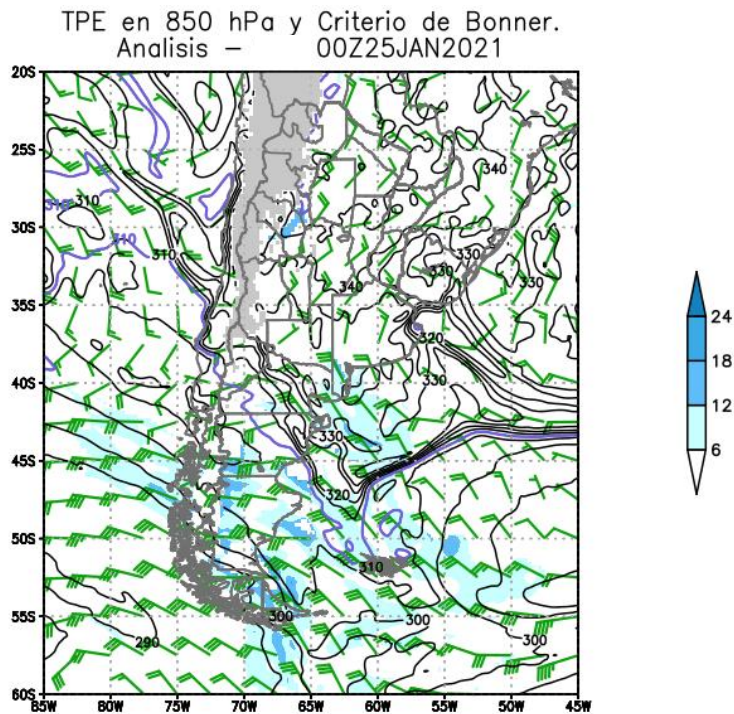 TPE en 850 hPa y Criterio de Bonner.
Analisis – 00Z25JAN2021
20S
25S
340
310
310
30S
310
330
310
330
330
340
35S
320
330
40S
330
45S
320
50S
310
300
55S
300
290
300
60S
85W 80W 75W 70W 65W 60W 55W 50W 45W
24
18
12
6